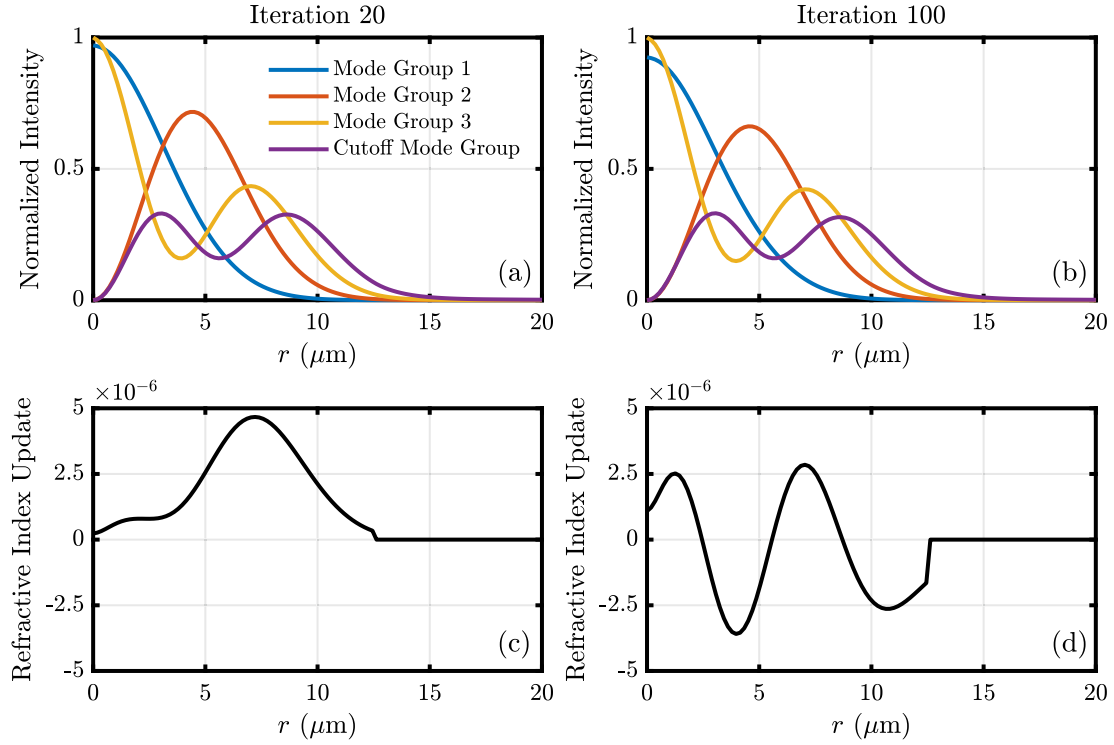 Iteration 20
Iteration 100
Normalized Intensity
1
0.5
0
Mode Group 1
Mode Group 2
Mode Group 3
Cutoff Mode Group
(a)
0 5 10 15 20
r (μm)
Normalized Intensity
1
0.5
0
(b)
0 5 10 15 20
r (μm)
×10⁻⁶
Refractive Index Update
5
2.5
0
-2.5
-5
(c)
0 5 10 15 20
r (μm)
×10⁻⁶
Refractive Index Update
5
2.5
0
-2.5
-5
(d)
0 5 10 15 20
r (μm)